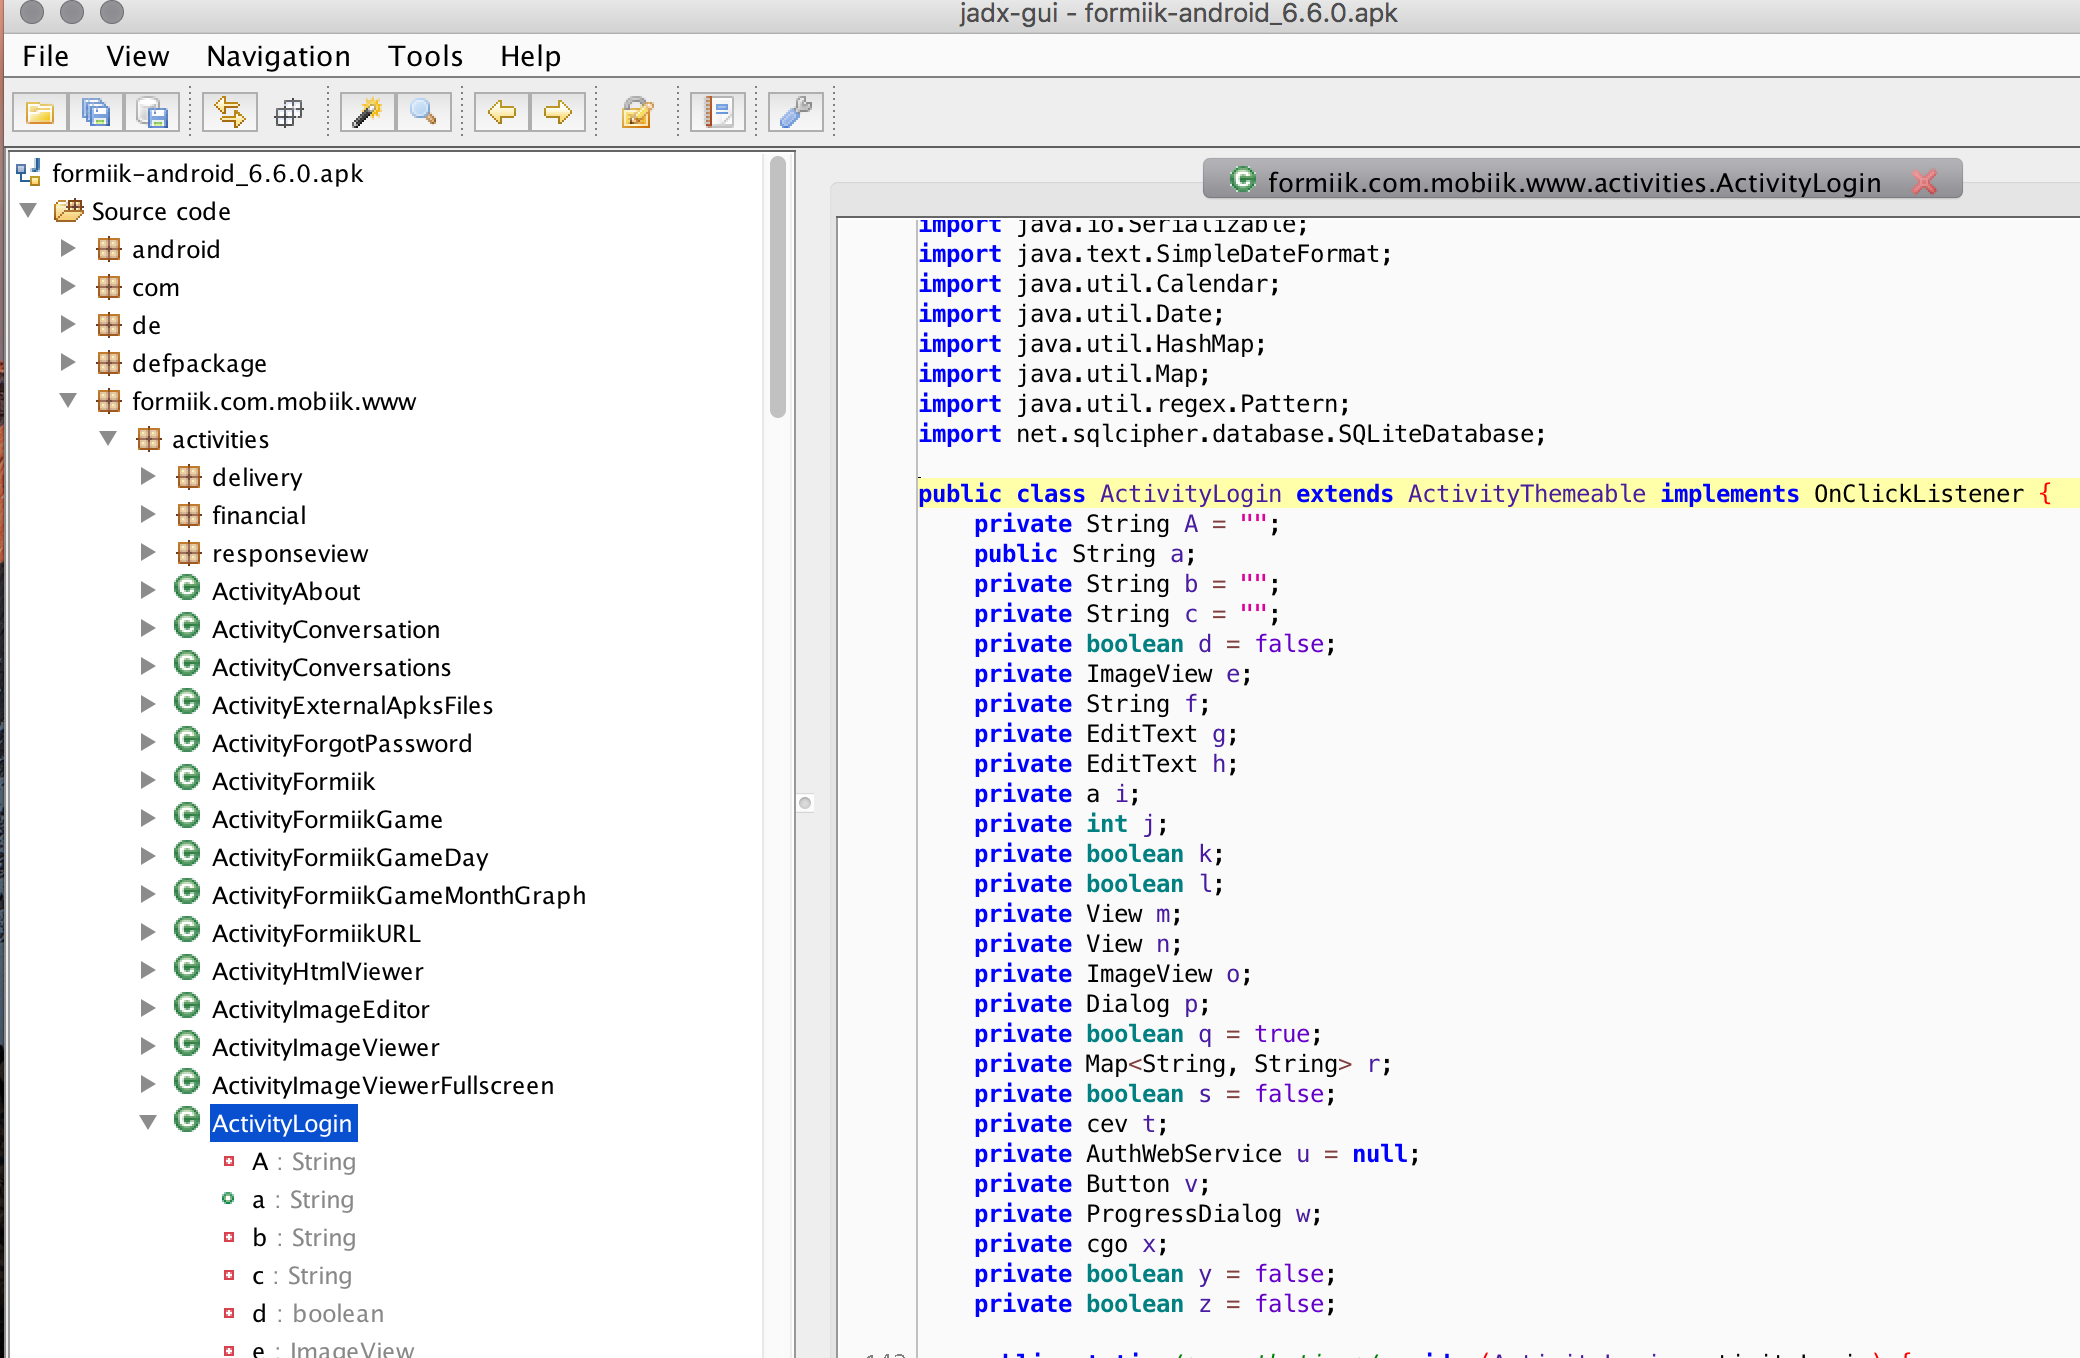 jadx-gui - formiik-android_6.6.0.apk
File View Navigation Tools Help
formiik-android_6.6.0.apk
Source code
android
com
de
defpackage
formiik.com.mobiik.www
activities
delivery
financial
responseview
ActivityAbout
ActivityConversation
ActivityConversations
ActivityExternalApksFiles
ActivityForgotPassword
ActivityFormiik
ActivityFormiikGame
ActivityFormiikGameDay
ActivityFormiikGameMonthGraph
ActivityFormiikURL
ActivityHtmlViewer
ActivityImageEditor
ActivityImageViewer
ActivityImageViewerFullscreen
ActivityLogin
A : String
a : String
b : String
c : String
d : boolean
e : ImageView
formiik.com.mobiik.www.activities.ActivityLogin
import java.io.Serializable;
import java.text.SimpleDateFormat;
import java.util.Calendar;
import java.util.Date;
import java.util.HashMap;
import java.util.Map;
import java.util.regex.Pattern;
import net.sqlcipher.database.SQLiteDatabase;
public class ActivityLogin extends ActivityThemeable implements OnClickListener {
private String A = "";
public String a;
private String b = "";
private String c = "";
private boolean d = false;
private ImageView e;
private String f;
private EditText g;
private EditText h;
private a i;
private int j;
private boolean k;
private boolean l;
private View m;
private View n;
private ImageView o;
private Dialog p;
private boolean q = true;
private Map<String, String> r;
private boolean s = false;
private cev t;
private AuthWebService u = null;
private Button v;
private ProgressDialog w;
private cgo x;
private boolean y = false;
private boolean z = false;